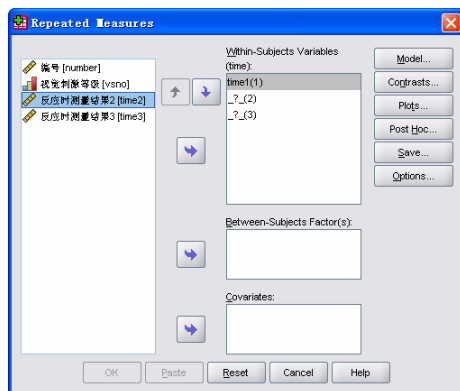 Repeated Measures
编号 [number]
视觉刺激等级 [vsno]
反应时测量结果2 [time2]
反应时测量结果3 [time3]
Within-Subjects Variables
(time):
time1(1)
_?_(2)
_?_(3)
Between-Subjects Factor(s):
Covariates:
Model...
Contrasts...
Plots...
Post Hoc...
Save...
Options...
OK
Paste
Reset
Cancel
Help